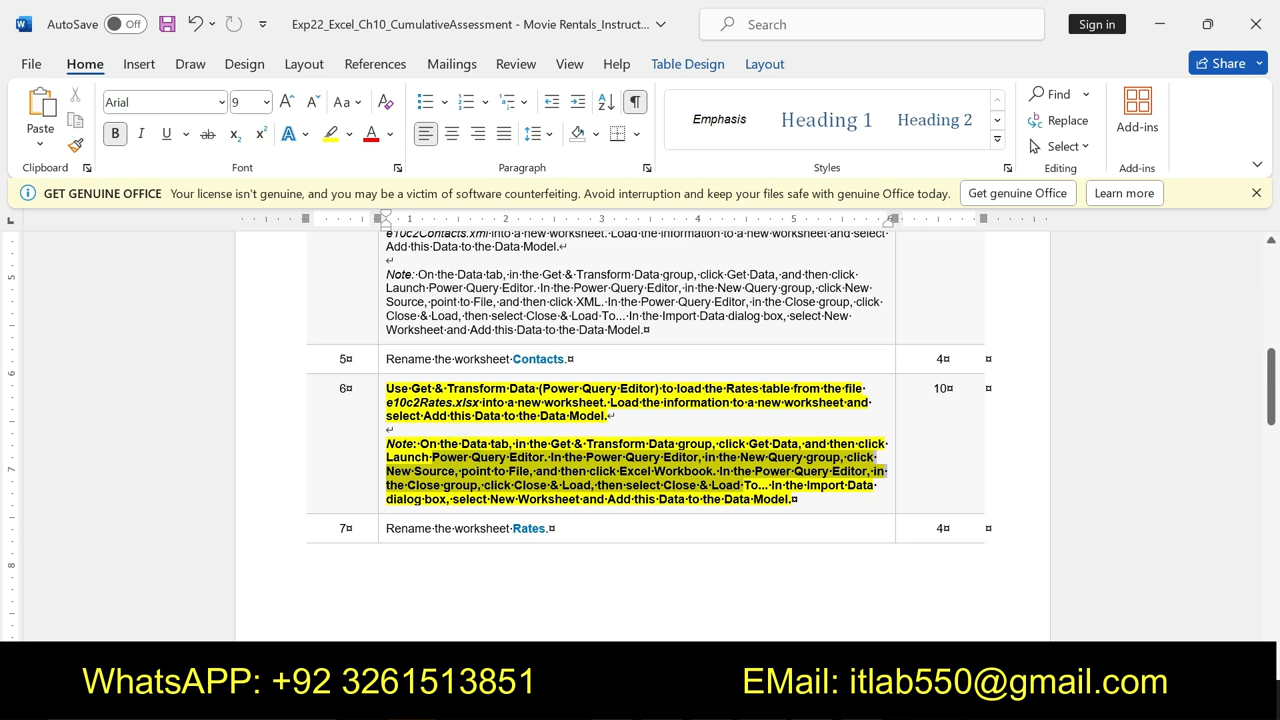 AutoSave Off Exp22_Excel_Ch10_CumulativeAssessment - Movie Rentals_Instruct... Search Sign in
File Home Insert Draw Design Layout References Mailings Review View Help Table Design Layout Share
Paste Arial 9 Emphasis Heading 1 Heading 2 Find Replace Select Add-ins
Clipboard Font Paragraph Styles Editing Add-ins
GET GENUINE OFFICE Your license isn't genuine, and you may be a victim of software counterfeiting. Avoid interruption and keep your files safe with genuine Office today. Get genuine Office Learn more
1 2 3 4 5
e10c2Contacts.xml·into·a·new·worksheet.·Load·the·information·to·a·new·worksheet·and·select·
Add·this·Data·to·the·Data·Model.↵
↵
Note:·On·the·Data·tab,·in·the·Get·&·Transform·Data·group,·click·Get·Data,·and·then·click·
Launch·Power·Query·Editor.·In·the·Power·Query·Editor,·in·the·New·Query·group,·click·New·
Source,·point·to·File,·and·then·click·XML.·In·the·Power·Query·Editor,·in·the·Close·group,·click·
Close·&·Load,·then·select·Close·&·Load·To...·In·the·Import·Data·dialog·box,·select·New·
Worksheet·and·Add·this·Data·to·the·Data·Model.¤
5¤ Rename·the·worksheet·Contacts.¤ 4¤ ¤
6¤ Use·Get·&·Transform·Data·(Power·Query·Editor)·to·load·the·Rates·table·from·the·file· 10¤ ¤
e10c2Rates.xlsx·into·a·new·worksheet.·Load·the·information·to·a·new·worksheet·and·
select·Add·this·Data·to·the·Data·Model.↵
↵
Note:·On·the·Data·tab,·in·the·Get·&·Transform·Data·group,·click·Get·Data,·and·then·click·
Launch·Power·Query·Editor.·In·the·Power·Query·Editor,·in·the·New·Query·group,·click·
New·Source,·point·to·File,·and·then·click·Excel·Workbook.·In·the·Power·Query·Editor,·in·
the·Close·group,·click·Close·&·Load,·then·select·Close·&·Load·To...·In·the·Import·Data·
dialog·box,·select·New·Worksheet·and·Add·this·Data·to·the·Data·Model.¤
7¤ Rename·the·worksheet·Rates.¤ 4¤ ¤
5
6
7
8
WhatsAPP: +92 3261513851 EMail: itlab550@gmail.com